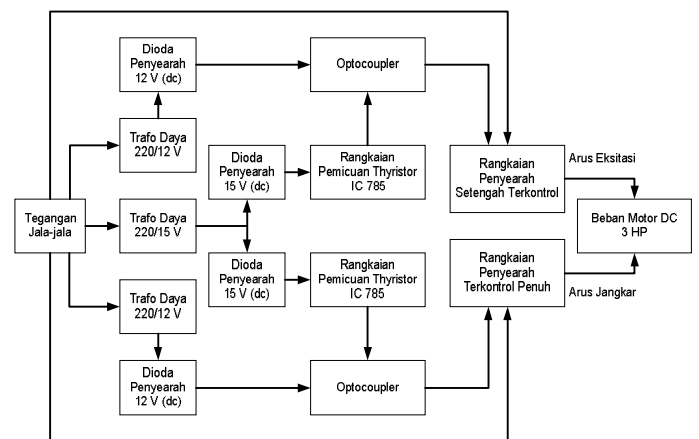 Dioda
Penyearah
12 V (dc)
Optocoupler
Trafo Daya
220/12 V
Dioda
Penyearah
15 V (dc)
Rangkaian
Pemicuan Thyristor
IC 785
Rangkaian
Penyearah
Setengah Terkontrol
Arus Eksitasi
Tegangan
Jala-jala
Trafo Daya
220/15 V
Beban Motor DC
3 HP
Dioda
Penyearah
15 V (dc)
Rangkaian
Pemicuan Thyristor
IC 785
Rangkaian
Penyearah
Terkontrol Penuh
Arus Jangkar
Trafo Daya
220/12 V
Dioda
Penyearah
12 V (dc)
Optocoupler